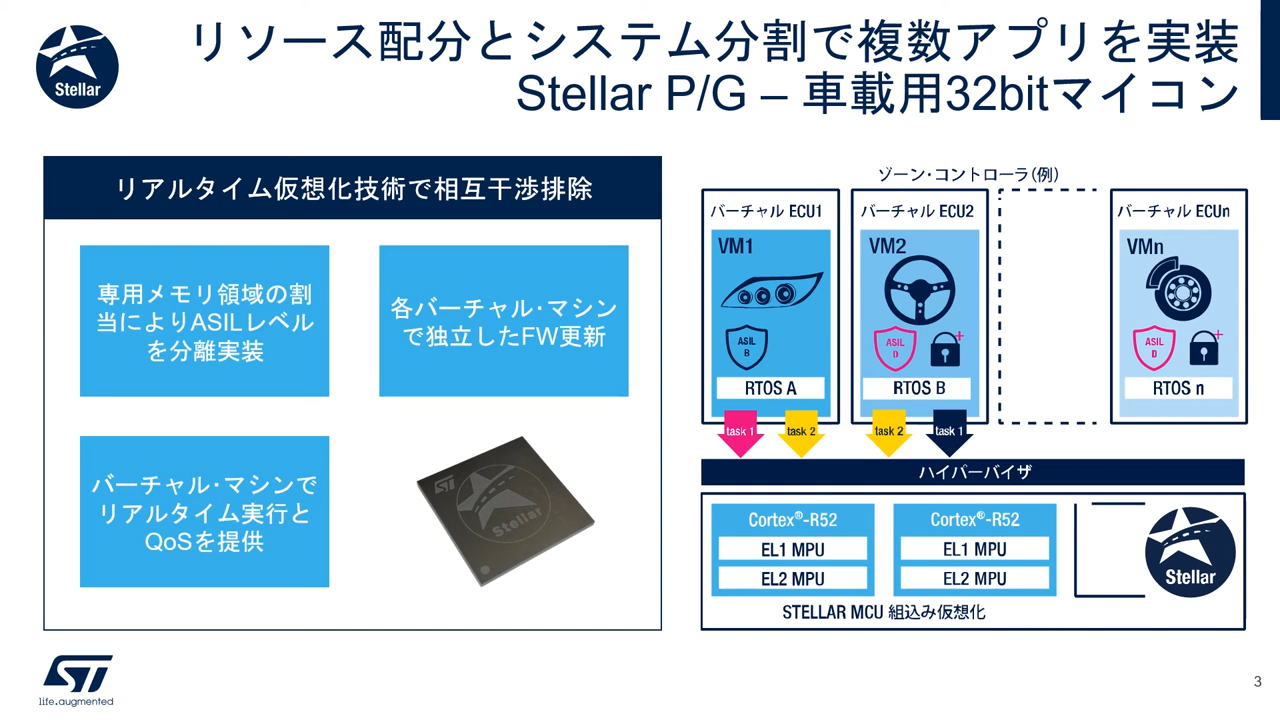 Stellar
リソース配分とシステム分割で複数アプリを実装
Stellar P/G – 車載用32bitマイコン
リアルタイム仮想化技術で相互干渉排除
専用メモリ領域の割
当によりASILレベル
を分離実装
各バーチャル・マシン
で独立したFW更新
バーチャル・マシンで
リアルタイム実行と
QoSを提供
ST
Stellar
ゾーン・コントローラ（例）
バーチャル ECU1
VM1
ASIL
B
RTOS A
バーチャル ECU2
VM2
ASIL
D
RTOS B
バーチャル ECUn
VMn
ASIL
D
RTOS n
task 1
task 2
task 2
task 1
ハイパーバイザ
Cortex®-R52
EL1 MPU
EL2 MPU
Cortex®-R52
EL1 MPU
EL2 MPU
Stellar
STELLAR MCU 組込み仮想化
ST
life.augmented
3